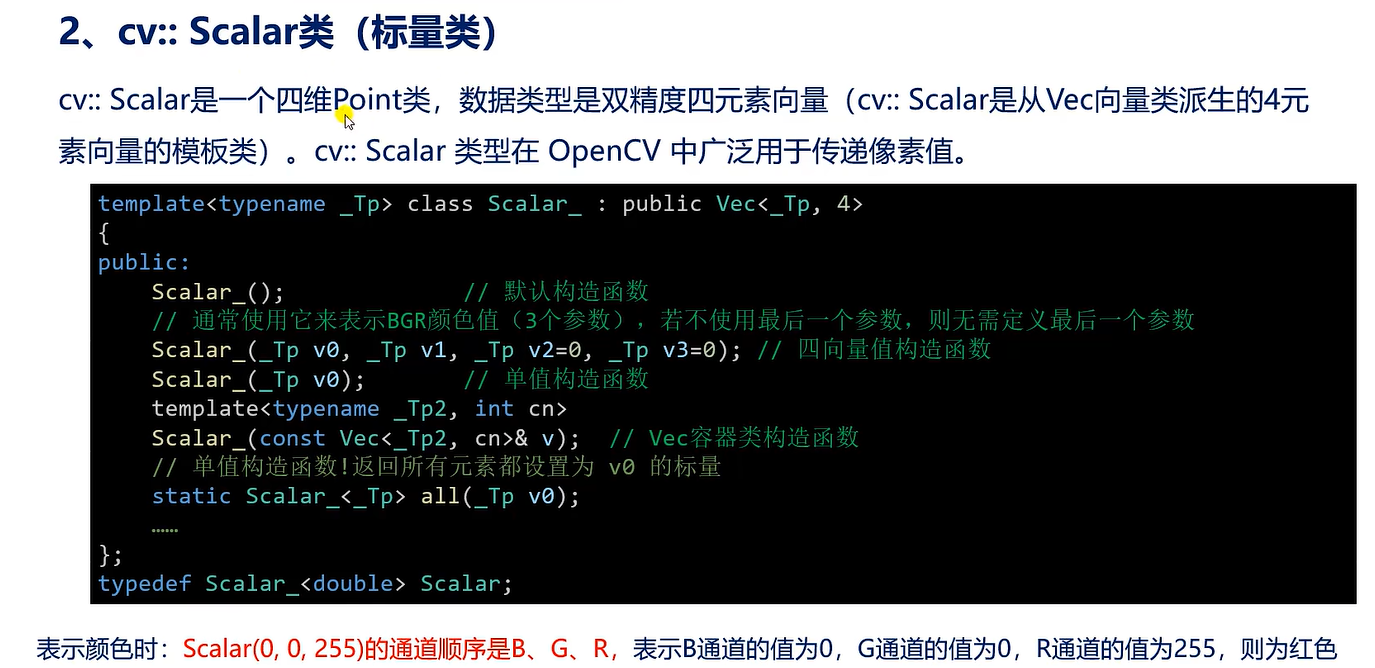 2、cv:: Scalar类（标量类）
cv:: Scalar是一个四维Point类，数据类型是双精度四元素向量（cv:: Scalar是从Vec向量类派生的4元
素向量的模板类）。cv:: Scalar 类型在 OpenCV 中广泛用于传递像素值。
template<typename _Tp> class Scalar_ : public Vec<_Tp, 4>
{
public:
    Scalar_();             // 默认构造函数
    // 通常使用它来表示BGR颜色值（3个参数），若不使用最后一个参数，则无需定义最后一个参数
    Scalar_(_Tp v0, _Tp v1, _Tp v2=0, _Tp v3=0); // 四向量值构造函数
    Scalar_(_Tp v0);       // 单值构造函数
    template<typename _Tp2, int cn>
    Scalar_(const Vec<_Tp2, cn>& v);  // Vec容器类构造函数
    // 单值构造函数!返回所有元素都设置为 v0 的标量
    static Scalar_<_Tp> all(_Tp v0);
    ……
};
typedef Scalar_<double> Scalar;
表示颜色时：Scalar(0, 0, 255)的通道顺序是B、G、R，表示B通道的值为0，G通道的值为0，R通道的值为255，则为红色